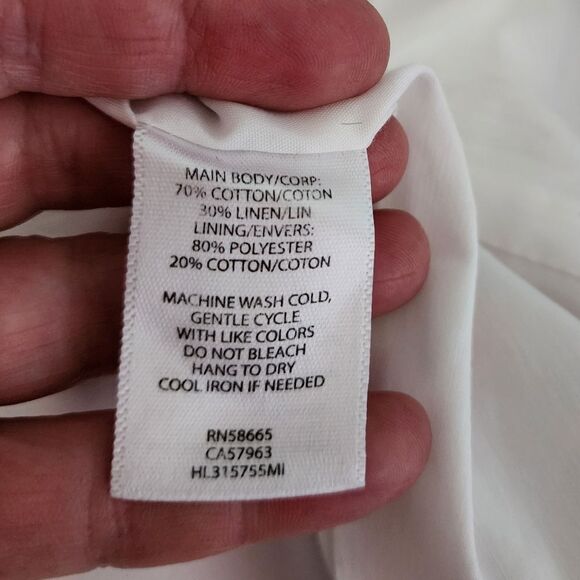 MAIN BODY/CORP:
70% COTTON/COTON
30% LINEN/LIN
LINING/ENVERS:
80% POLYESTER
20% COTTON/COTON
MACHINE WASH COLD,
GENTLE CYCLE
WITH LIKE COLORS
DO NOT BLEACH
HANG TO DRY
COOL IRON IF NEEDED
RN58665
CA57963
HL315755MI